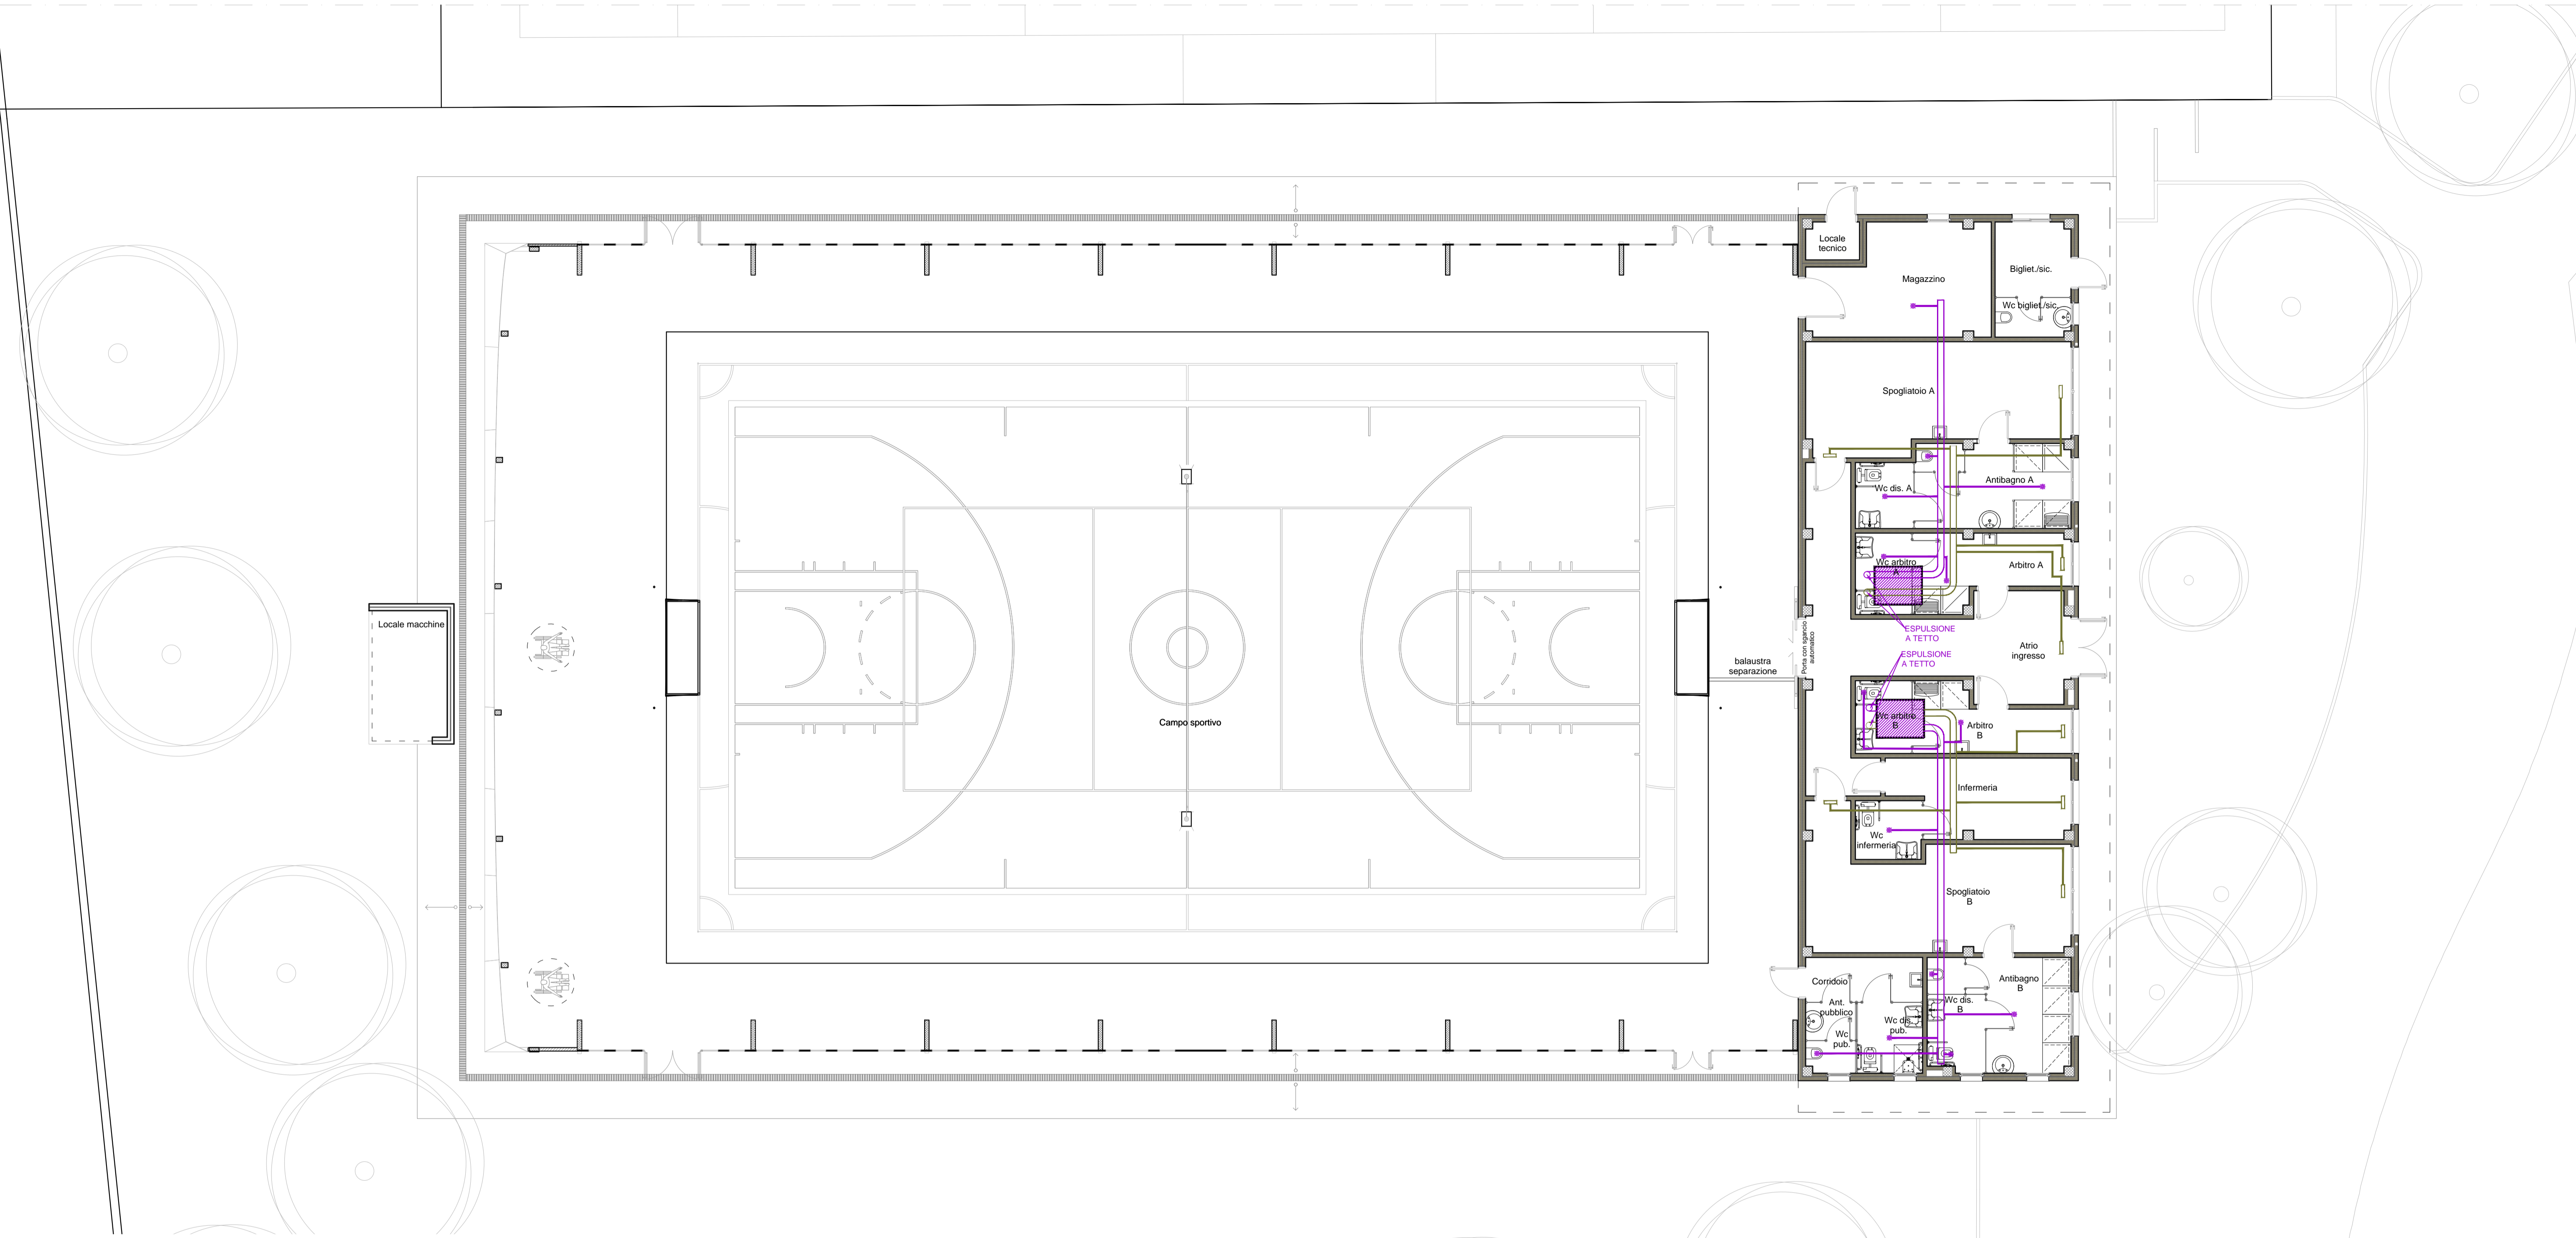 Locale
tecnico
Magazzino
Bigliet./sic.
Wc bigliet./sic.
Spogliatoio A
Wc dis. A
Antibagno A
Wc arbitro
A
Arbitro A
Locale macchine
ESPULSIONE
A TETTO
Porta con sgancio
automatico
Atrio
ingresso
balaustra
separazione
ESPULSIONE
A TETTO
Campo sportivo
Wc arbitro
B
Arbitro
B
Infermeria
Wc
infermeria
Spogliatoio
B
Corridoio
Antibagno
B
Ant.
pubblico
Wc dis.
B
Wc dis.
pub.
Wc
pub.